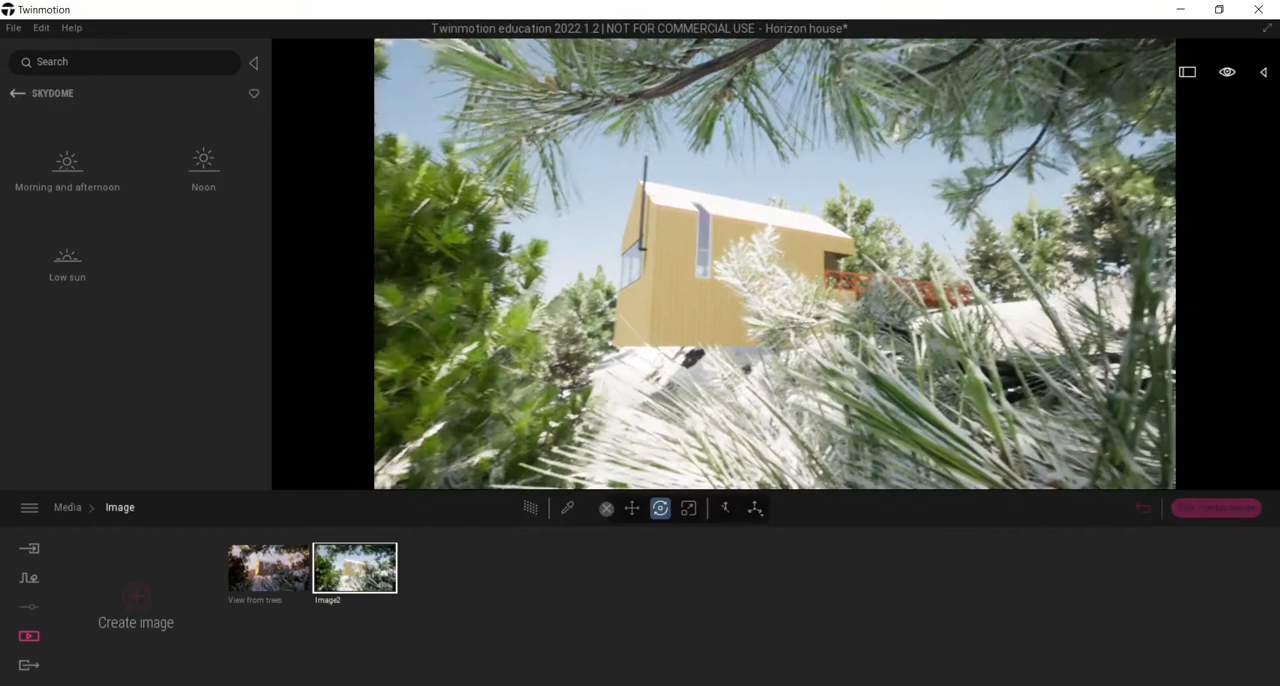 Twinmotion
File Edit Help
Twinmotion education 2022.1.2 | NOT FOR COMMERCIAL USE - Horizon house*
Search
SKYDOME
Morning and afternoon
Noon
Low sun
Media > Image
View from trees
Image2
Create image